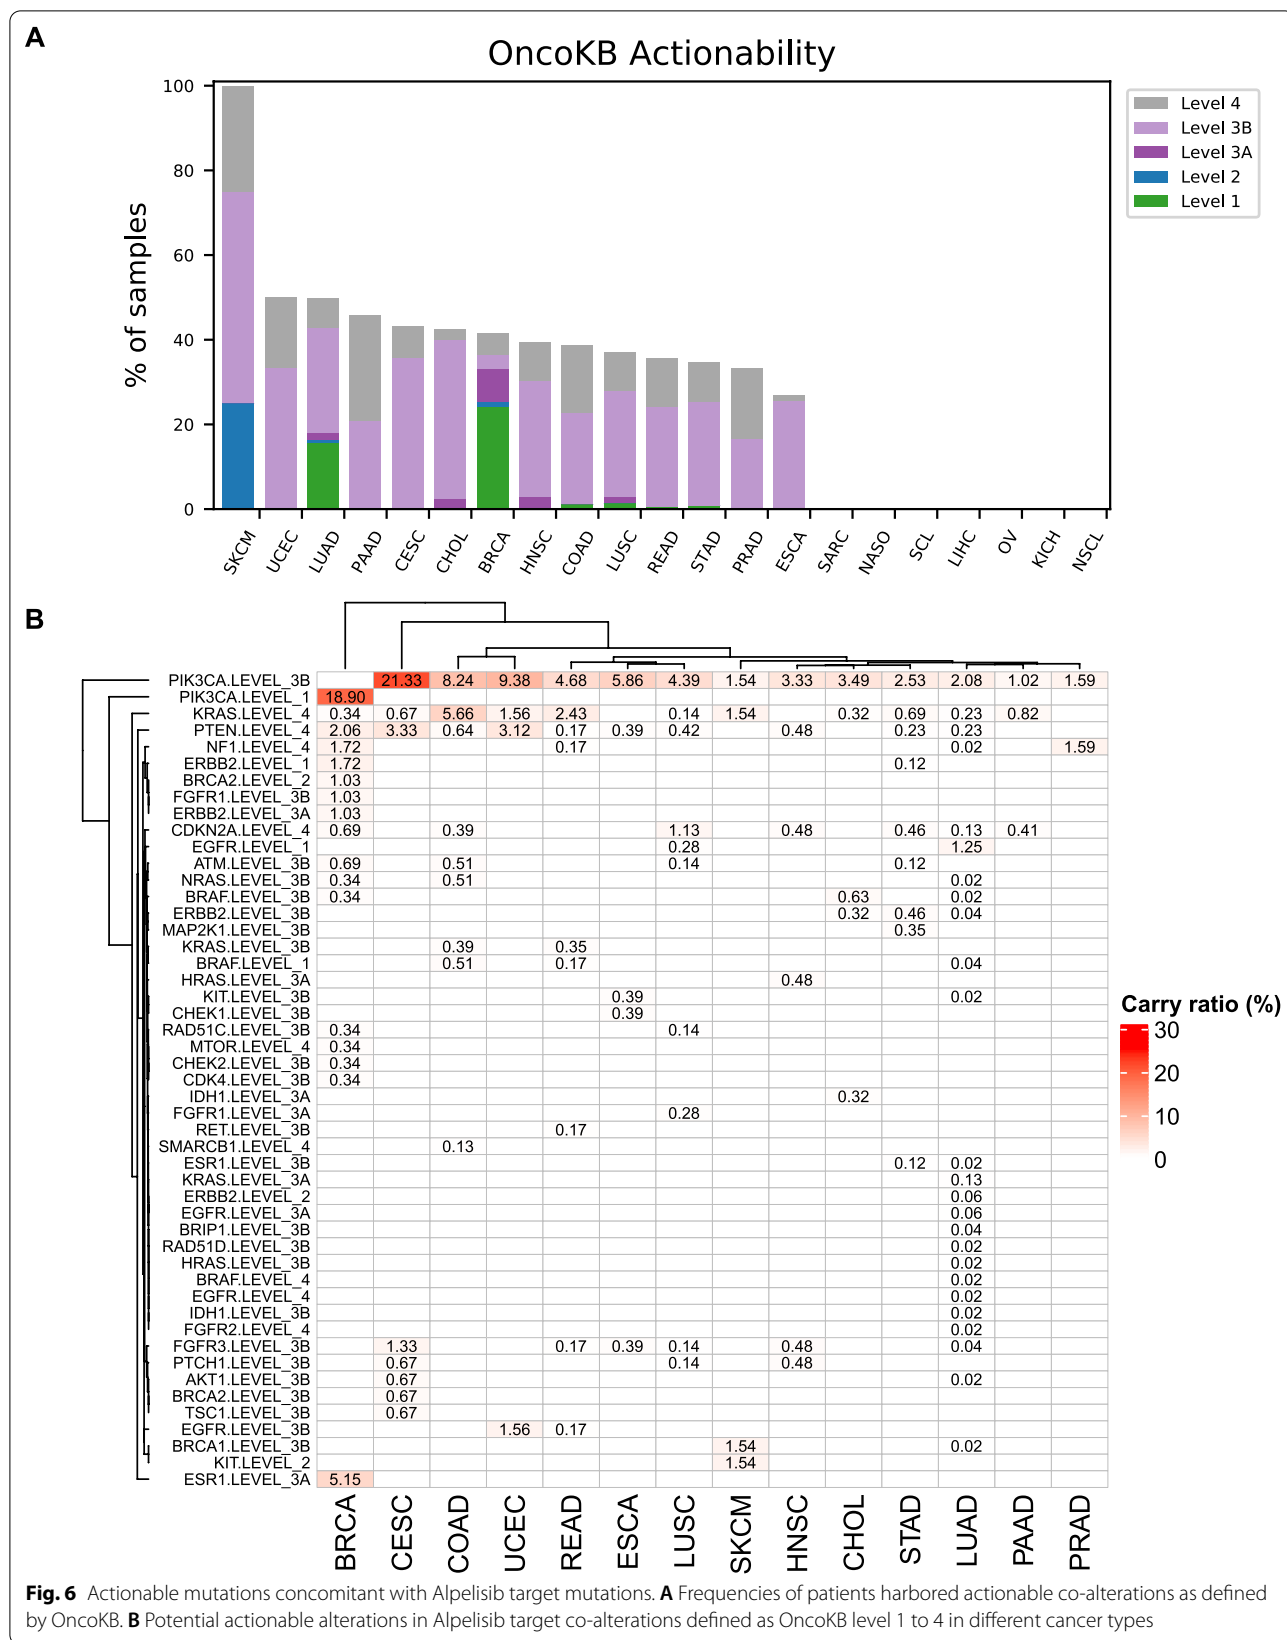 A
OncoKB Actionability
% of samples
100
80
60
40
20
0
Level 4
Level 3B
Level 3A
Level 2
Level 1
SKCM UCEC LUAD PAAD CESC CHOL BRCA HNSC COAD LUSC READ STAD PRAD ESCA SARC NASO SCL LIHC OV KICH NSCL
B
PIK3CA.LEVEL_3B 21.33 8.24 9.38 4.68 5.86 4.39 1.54 3.33 3.49 2.53 2.08 1.02 1.59
PIK3CA.LEVEL_1 18.90
KRAS.LEVEL_4 0.34 0.67 5.66 1.56 2.43 0.14 1.54 0.32 0.69 0.23 0.82
PTEN.LEVEL_4 2.06 3.33 0.64 3.12 0.17 0.39 0.42 0.48 0.23 0.23
NF1.LEVEL_4 1.72 0.17 0.02 1.59
ERBB2.LEVEL_1 1.72 0.12
BRCA2.LEVEL_2 1.03
FGFR1.LEVEL_3B 1.03
ERBB2.LEVEL_3A 1.03
CDKN2A.LEVEL_4 0.69 0.39 1.13 0.48 0.46 0.13 0.41
EGFR.LEVEL_1 0.28 1.25
ATM.LEVEL_3B 0.69 0.51 0.14 0.12
NRAS.LEVEL_3B 0.34 0.51 0.02
BRAF.LEVEL_3B 0.34 0.63 0.02
ERBB2.LEVEL_3B 0.32 0.46 0.04
MAP2K1.LEVEL_3B 0.35
KRAS.LEVEL_3B 0.39 0.35
BRAF.LEVEL_1 0.51 0.17 0.04
HRAS.LEVEL_3A 0.48
KIT.LEVEL_3B 0.39 0.02
CHEK1.LEVEL_3B 0.39
RAD51C.LEVEL_3B 0.34 0.14
MTOR.LEVEL_4 0.34
CHEK2.LEVEL_3B 0.34
CDK4.LEVEL_3B 0.34
IDH1.LEVEL_3A 0.32
FGFR1.LEVEL_3A 0.28
RET.LEVEL_3B 0.17
SMARCB1.LEVEL_4 0.13
ESR1.LEVEL_3B 0.12 0.02
KRAS.LEVEL_3A 0.13
ERBB2.LEVEL_2 0.06
EGFR.LEVEL_3A 0.06
BRIP1.LEVEL_3B 0.04
RAD51D.LEVEL_3B 0.02
HRAS.LEVEL_3B 0.02
BRAF.LEVEL_4 0.02
EGFR.LEVEL_4 0.02
IDH1.LEVEL_3B 0.02
FGFR2.LEVEL_4 0.02
FGFR3.LEVEL_3B 1.33 0.17 0.39 0.14 0.48 0.04
PTCH1.LEVEL_3B 0.67 0.14 0.48
AKT1.LEVEL_3B 0.67 0.02
BRCA2.LEVEL_3B 0.67
TSC1.LEVEL_3B 0.67
EGFR.LEVEL_3B 1.56 0.17
BRCA1.LEVEL_3B 1.54 0.02
KIT.LEVEL_2 1.54
ESR1.LEVEL_3A 5.15
BRCA CESC COAD UCEC READ ESCA LUSC SKCM HNSC CHOL STAD LUAD PAAD PRAD
Carry ratio (%)
30
20
10
0
Fig. 6 Actionable mutations concomitant with Alpelisib target mutations. A Frequencies of patients harbored actionable co-alterations as defined
by OncoKB. B Potential actionable alterations in Alpelisib target co-alterations defined as OncoKB level 1 to 4 in different cancer types